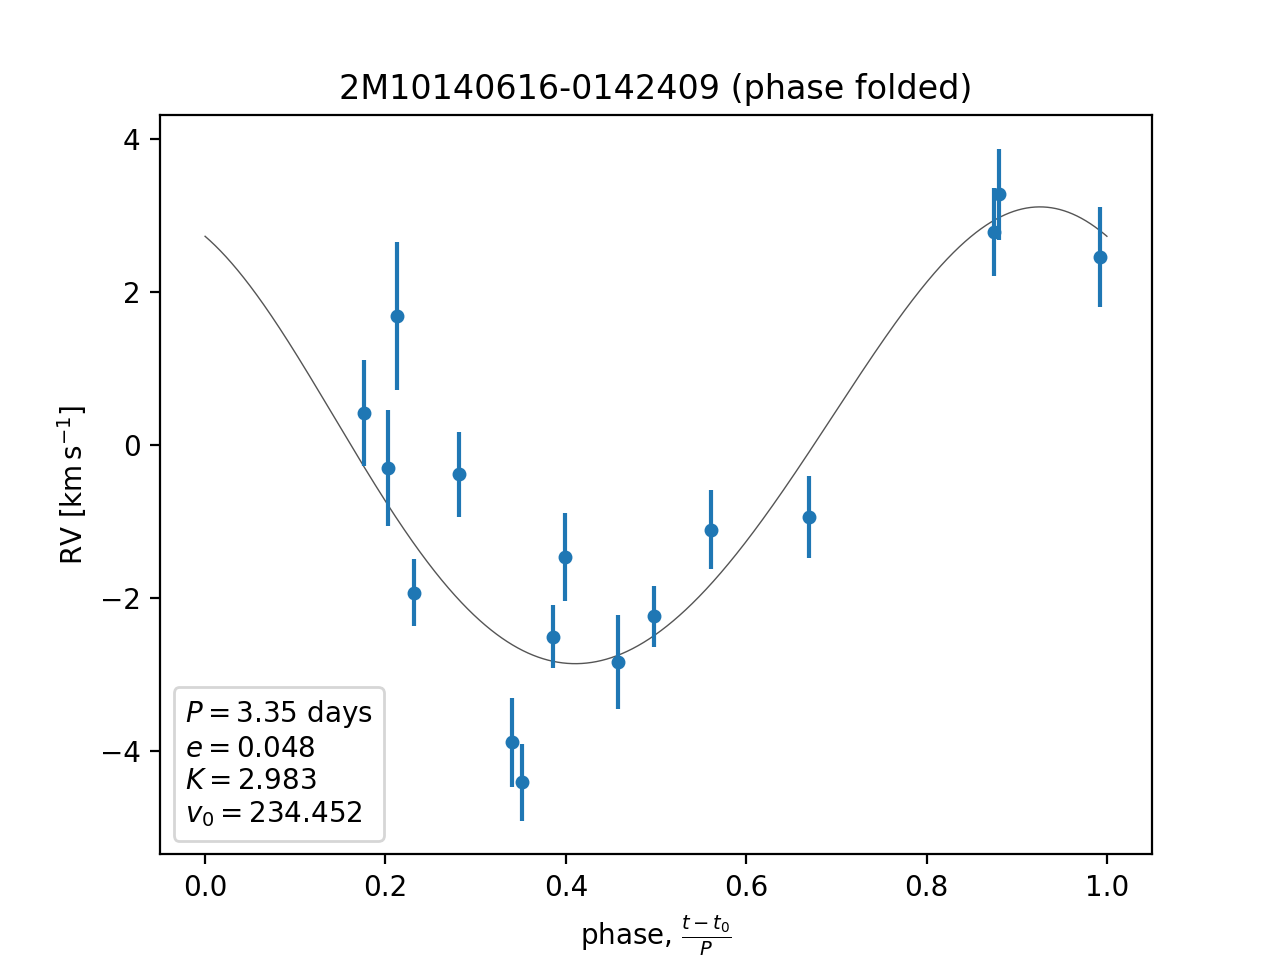 2M10140616-0142409 (phase folded)
4
2
0
−2
−4
RV [km s⁻¹]
P = 3.35 days
e = 0.048
K = 2.983
v₀ = 234.452
0.0 0.2 0.4 0.6 0.8 1.0
phase, (t − t₀)/P